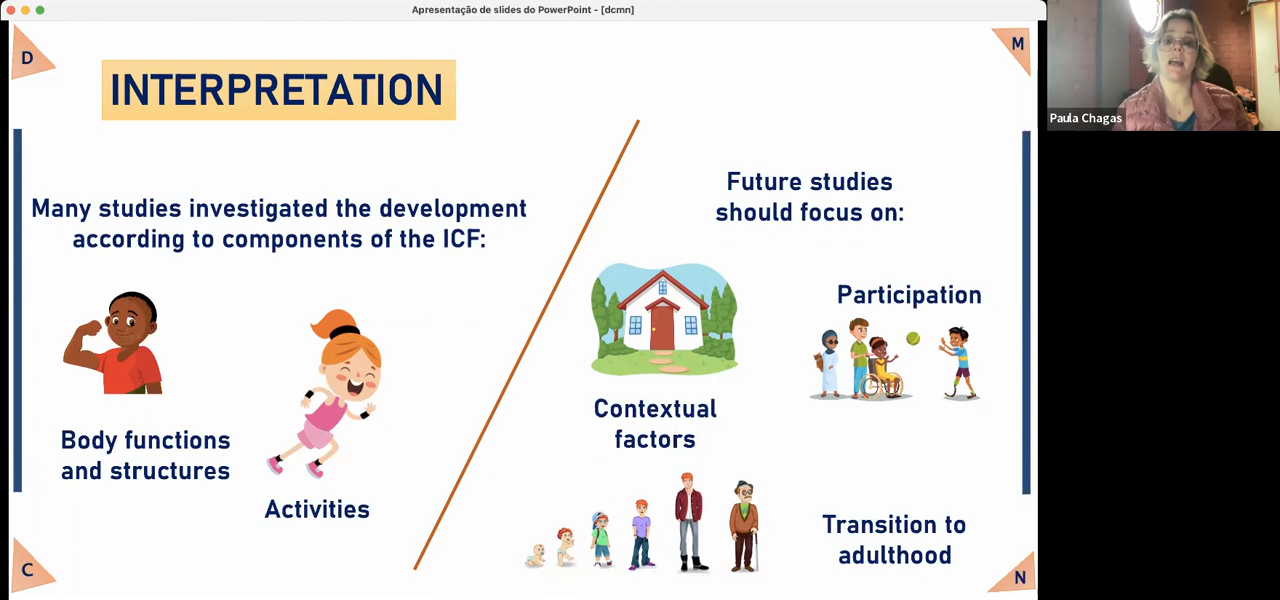 Apresentação de slides do PowerPoint - [dcmn]
D
M
INTERPRETATION
Paula Chagas
Many studies investigated the development
according to components of the ICF:
Body functions
and structures
Activities
Future studies
should focus on:
Participation
Contextual
factors
Transition to
adulthood
C
N